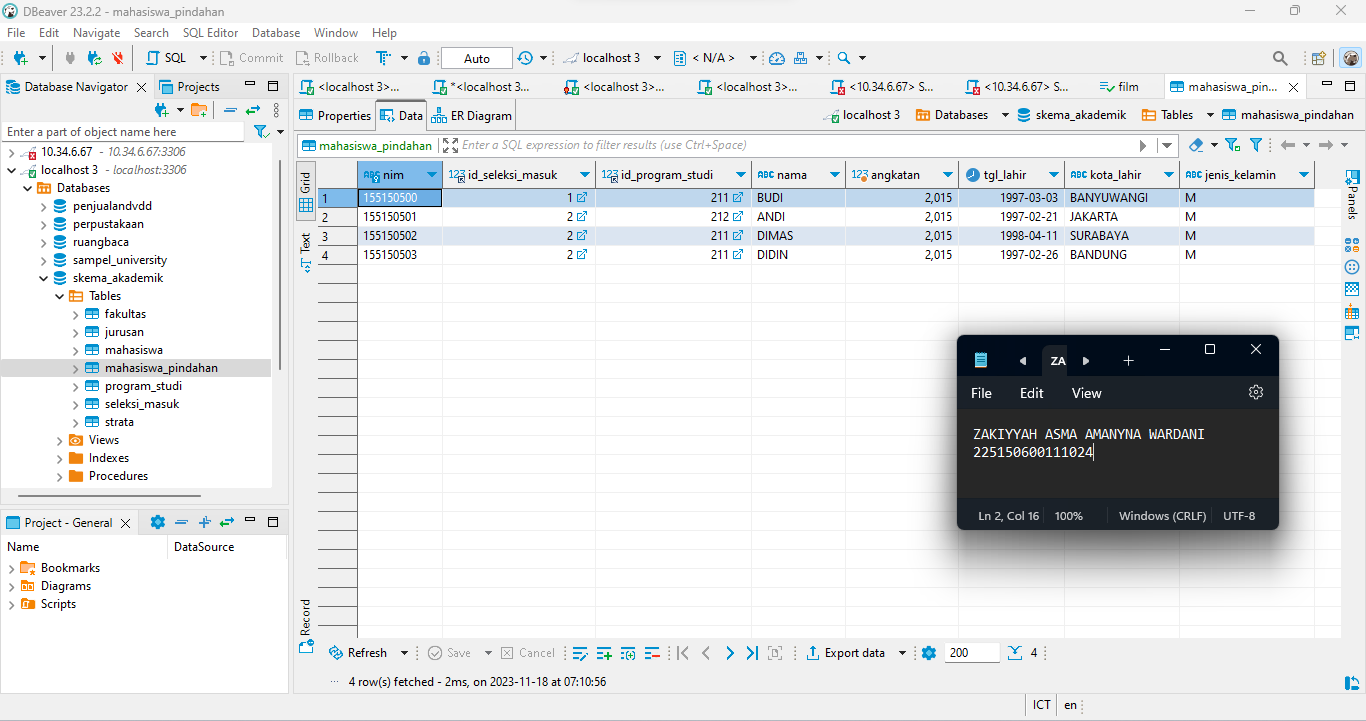 DBeaver 23.2.2 - mahasiswa_pindahan
File Edit Navigate Search SQL Editor Database Window Help
SQL Commit Rollback Auto localhost 3 < N/A >
Database Navigator Projects
Enter a part of object name here
10.34.6.67 - 10.34.6.67:3306
localhost 3 - localhost:3306
Databases
penjualandvdd
perpustakaan
ruangbaca
sampel_university
skema_akademik
Tables
fakultas
jurusan
mahasiswa
mahasiswa_pindahan
program_studi
seleksi_masuk
strata
Views
Indexes
Procedures
Project - General
Name DataSource
Bookmarks
Diagrams
Scripts
<localhost 3>... *<localhost 3... <localhost 3>... <localhost 3>... <10.34.6.67> S... <10.34.6.67> S... film mahasiswa_pin...
Properties Data ER Diagram localhost 3 Databases skema_akademik Tables mahasiswa_pindahan
mahasiswa_pindahan Enter a SQL expression to filter results (use Ctrl+Space)
Grid
Text
Record
Panels
ABC nim 123 id_seleksi_masuk 123 id_program_studi ABC nama 123 angkatan tgl_lahir ABC kota_lahir ABC jenis_kelamin
1 155150500 1 211 BUDI 2,015 1997-03-03 BANYUWANGI M
2 155150501 2 212 ANDI 2,015 1997-02-21 JAKARTA M
3 155150502 2 211 DIMAS 2,015 1998-04-11 SURABAYA M
4 155150503 2 211 DIDIN 2,015 1997-02-26 BANDUNG M
ZA
File Edit View
ZAKIYYAH ASMA AMANYNA WARDANI
225150600111024
Ln 2, Col 16 100% Windows (CRLF) UTF-8
Refresh Save Cancel Export data 200 4
... 4 row(s) fetched - 2ms, on 2023-11-18 at 07:10:56
ICT en